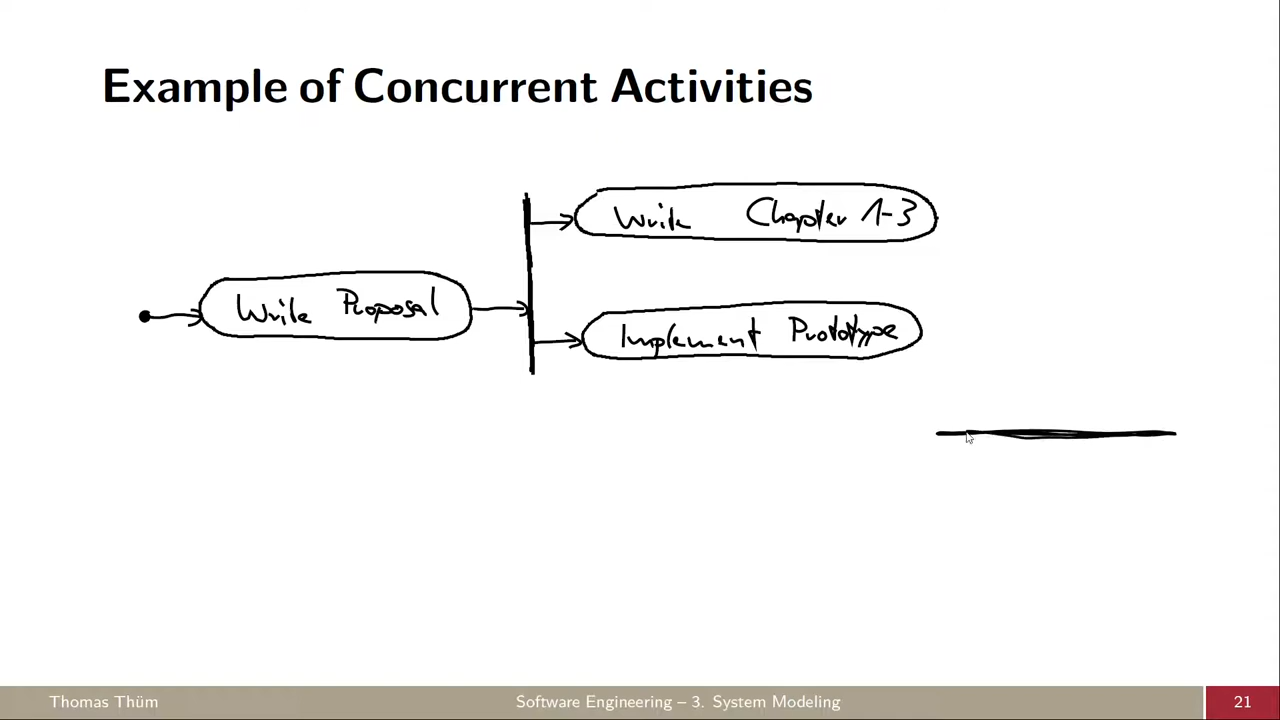 Example of Concurrent Activities
Write Chapter 1-3
Write Proposal
Implement Prototype
Thomas Thüm
Software Engineering – 3. System Modeling
21